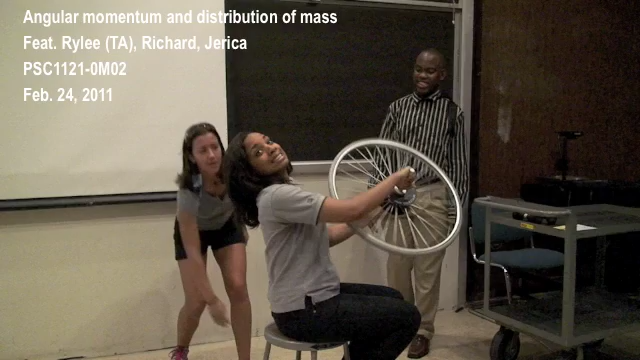 Angular momentum and distribution of mass
Feat. Rylee (TA), Richard, Jerica
PSC1121-0M02
Feb. 24, 2011